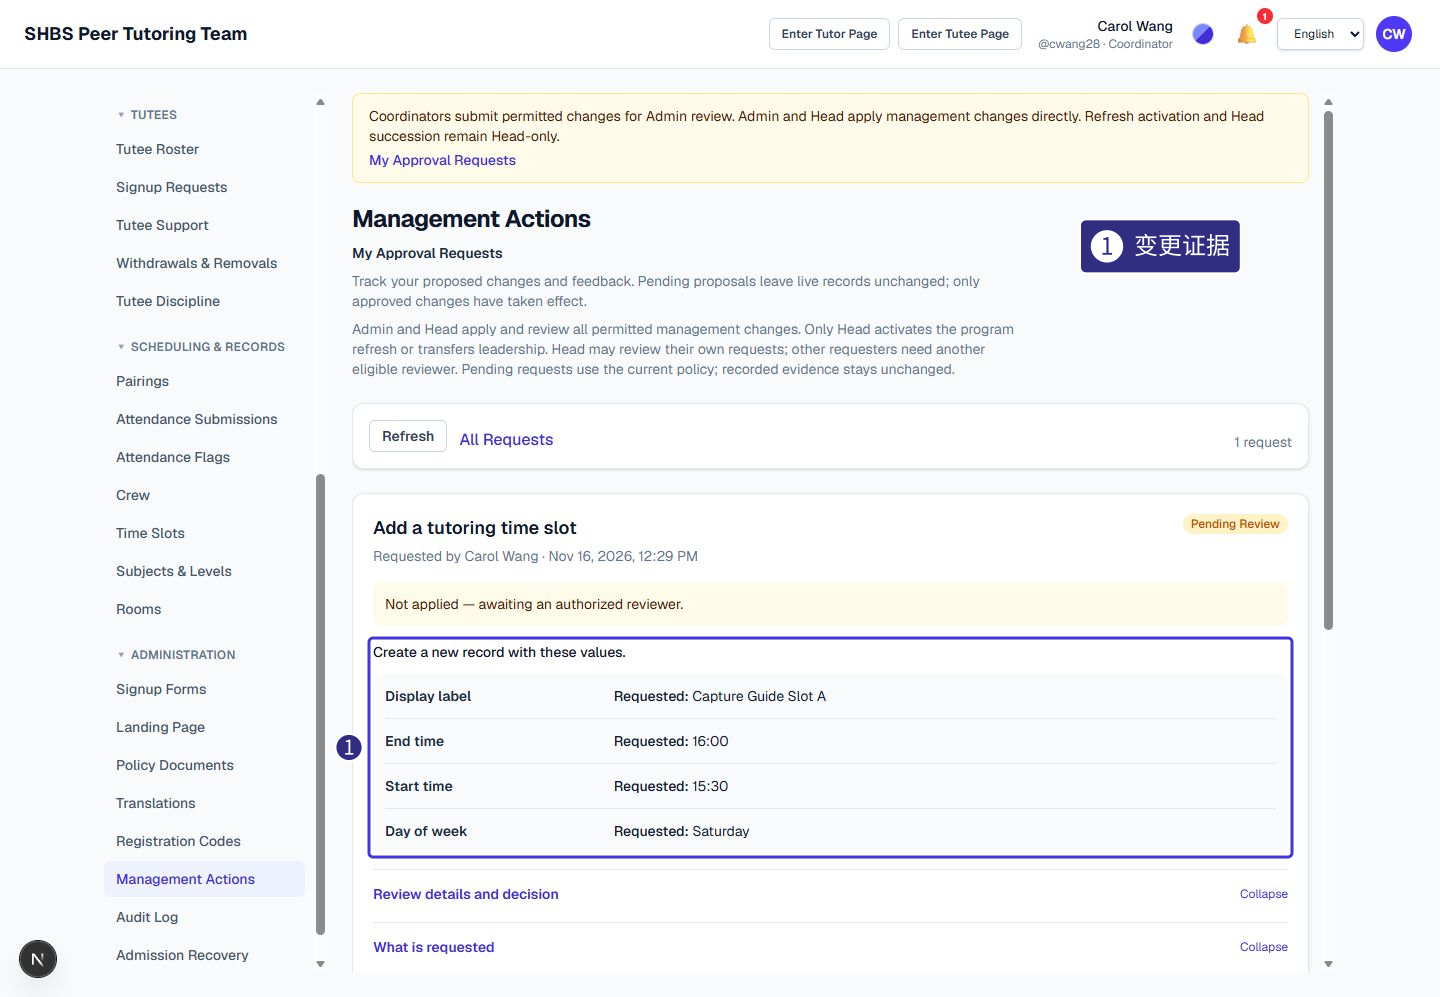 SHBS Peer Tutoring Team
Enter Tutor Page
Enter Tutee Page
Carol Wang
@cwang28 · Coordinator
1
English
CW
TUTEES
Tutee Roster
Signup Requests
Tutee Support
Withdrawals & Removals
Tutee Discipline
SCHEDULING & RECORDS
Pairings
Attendance Submissions
Attendance Flags
Crew
Time Slots
Subjects & Levels
Rooms
ADMINISTRATION
Signup Forms
Landing Page
Policy Documents
Translations
Registration Codes
Management Actions
Audit Log
Admission Recovery
N
Coordinators submit permitted changes for Admin review. Admin and Head apply management changes directly. Refresh activation and Head
succession remain Head-only.
My Approval Requests
Management Actions
1 变更证据
My Approval Requests
Track your proposed changes and feedback. Pending proposals leave live records unchanged; only
approved changes have taken effect.
Admin and Head apply and review all permitted management changes. Only Head activates the program
refresh or transfers leadership. Head may review their own requests; other requesters need another
eligible reviewer. Pending requests use the current policy; recorded evidence stays unchanged.
Refresh
All Requests
1 request
Add a tutoring time slot
Pending Review
Requested by Carol Wang · Nov 16, 2026, 12:29 PM
Not applied — awaiting an authorized reviewer.
1
Create a new record with these values.
Display label Requested: Capture Guide Slot A
End time Requested: 16:00
Start time Requested: 15:30
Day of week Requested: Saturday
Review details and decision Collapse
What is requested Collapse